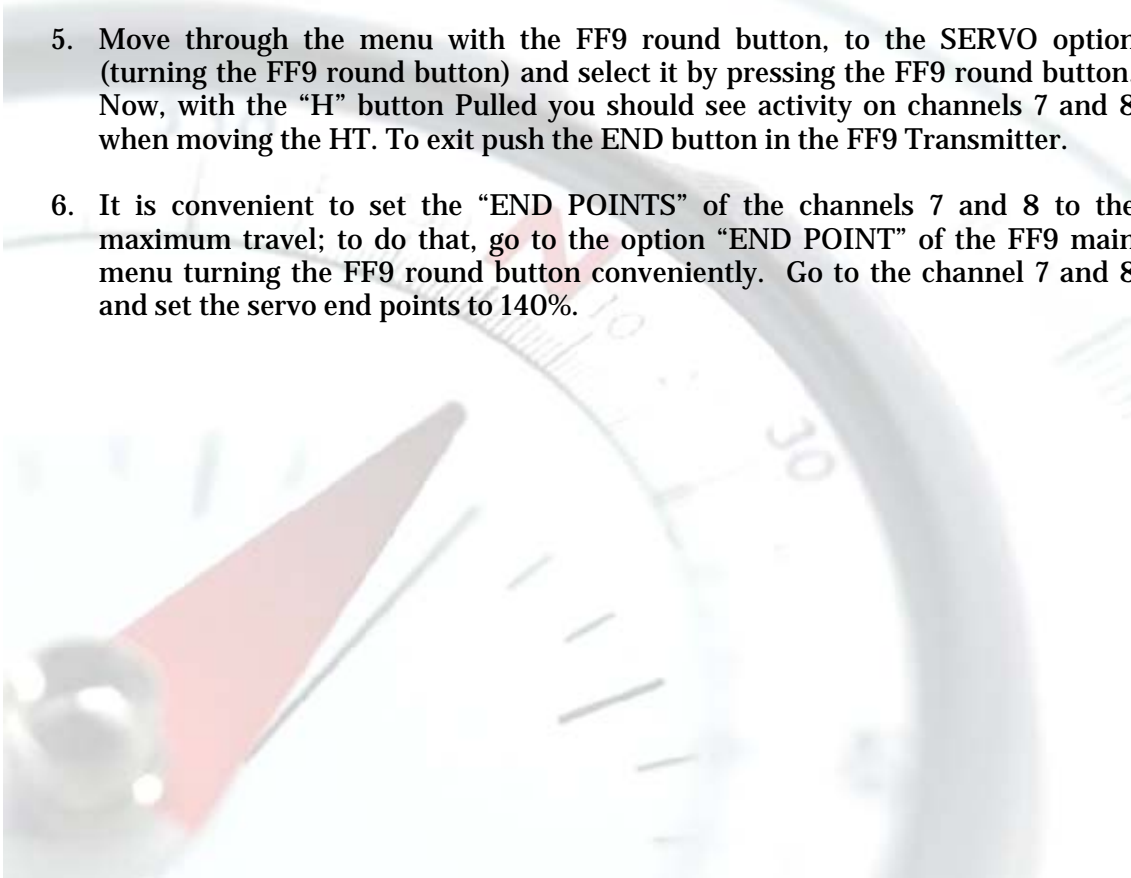 5. Move through the menu with the FF9 round button, to the SERVO option
(turning the FF9 round button) and select it by pressing the FF9 round button.
Now, with the “H” button Pulled you should see activity on channels 7 and 8
when moving the HT. To exit push the END button in the FF9 Transmitter.
6. It is convenient to set the “END POINTS” of the channels 7 and 8 to the
maximum travel; to do that, go to the option “END POINT” of the FF9 main
menu turning the FF9 round button conveniently. Go to the channel 7 and 8
and set the servo end points to 140%.
N
10
30